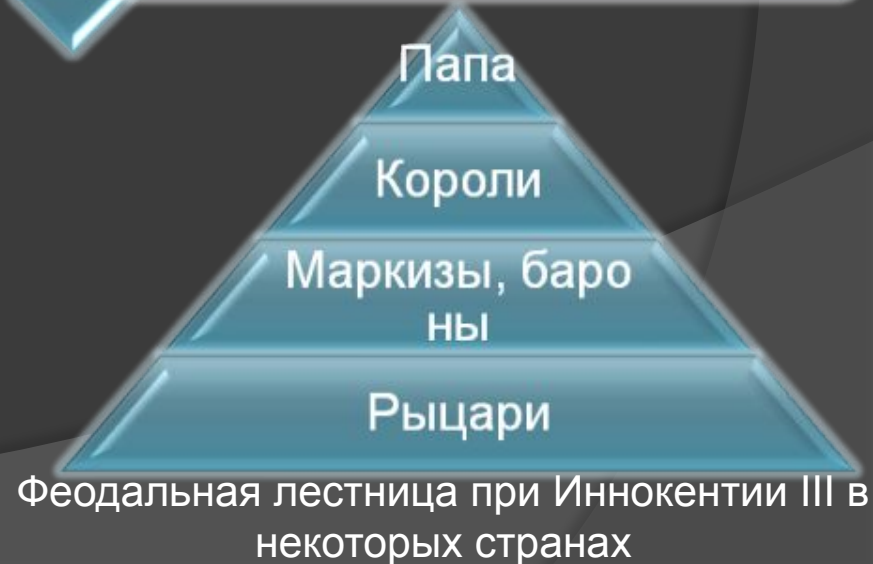 Папа
Короли
Маркизы, баро
ны
Рыцари
Феодальная лестница при Иннокентии III в
некоторых странах